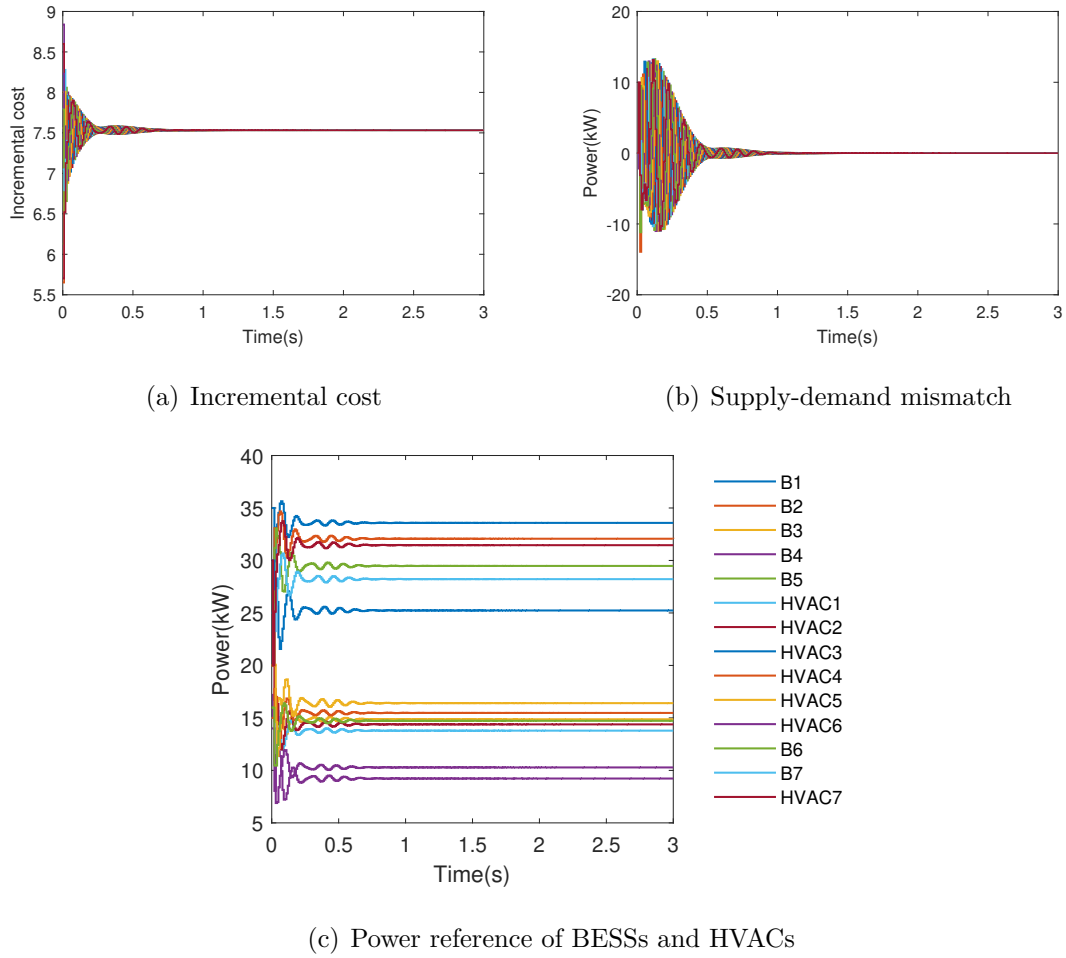 9
8.5
8
7.5
7
6.5
6
5.5
Incremental cost
0 0.5 1 1.5 2 2.5 3
Time(s)
(a) Incremental cost
20
10
0
-10
-20
Power(kW)
0 0.5 1 1.5 2 2.5 3
Time(s)
(b) Supply-demand mismatch
40
35
30
25
20
15
10
5
Power(kW)
0 0.5 1 1.5 2 2.5 3
Time(s)
B1
B2
B3
B4
B5
HVAC1
HVAC2
HVAC3
HVAC4
HVAC5
HVAC6
B6
B7
HVAC7
(c) Power reference of BESSs and HVACs